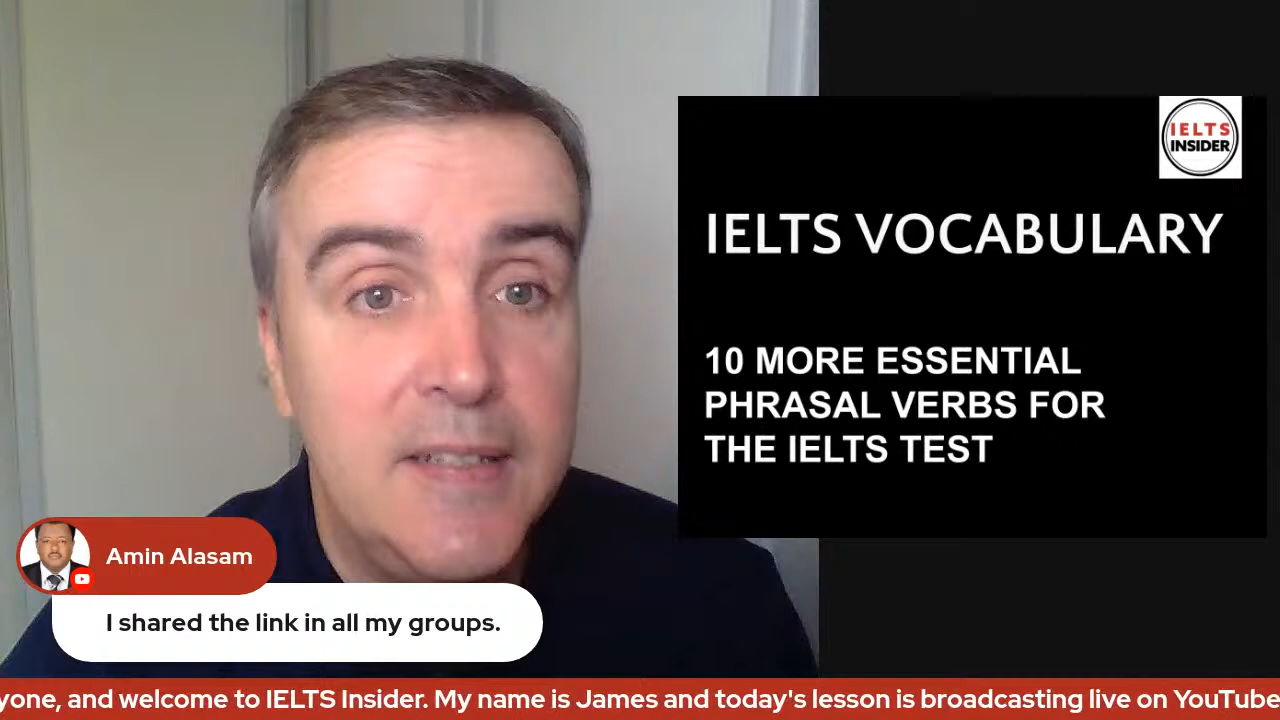 IELTS
INSIDER
IELTS VOCABULARY
10 MORE ESSENTIAL
PHRASAL VERBS FOR
THE IELTS TEST
Amin Alasam
I shared the link in all my groups.
yone, and welcome to IELTS Insider. My name is James and today's lesson is broadcasting live on YouTube